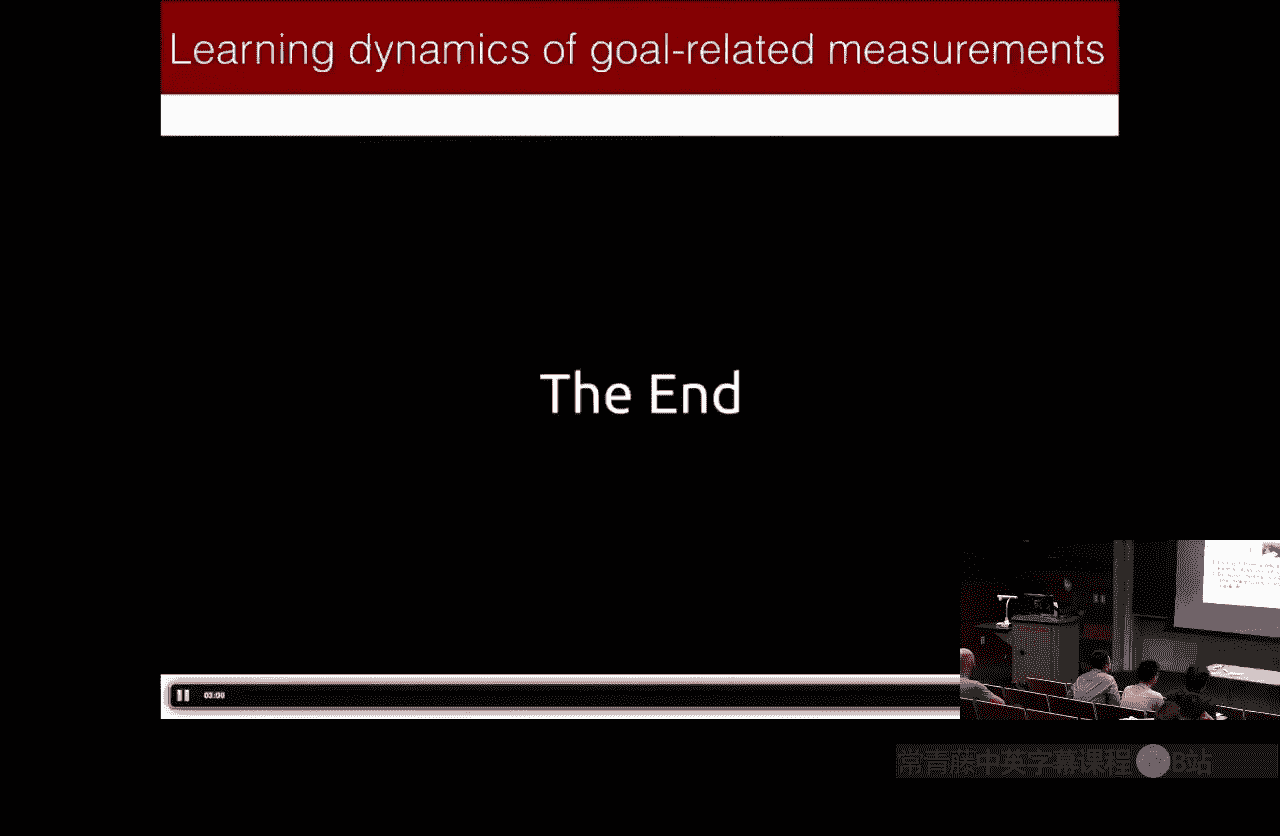 Learning dynamics of goal-related measurements
The End
03:00
常青藤中英字幕课程
B站